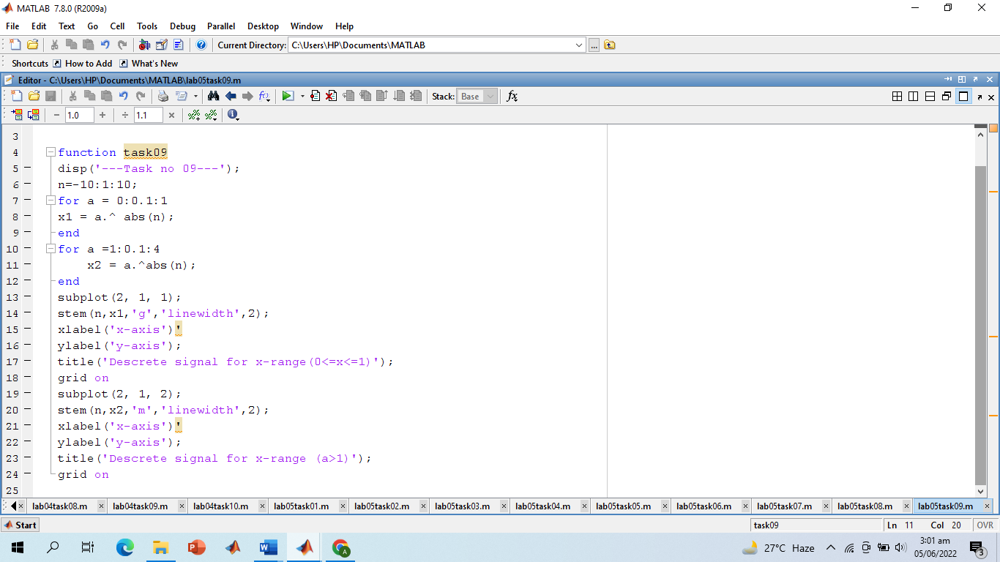 MATLAB 7.8.0 (R2009a)
File Edit Text Go Cell Tools Debug Parallel Desktop Window Help
Current Directory: C:\Users\HP\Documents\MATLAB ...
Shortcuts How to Add What's New
Editor - C:\Users\HP\Documents\MATLAB\lab05task09.m
Stack: Base fx
- 1.0 + ÷ 1.1 ×
3
4 function task09
5 - disp('---Task no 09---');
6 - n=-10:1:10;
7 - for a = 0:0.1:1
8 - x1 = a.^ abs(n);
9 - end
10 - for a =1:0.1:4
11 - x2 = a.^abs(n);
12 - end
13 - subplot(2, 1, 1);
14 - stem(n,x1,'g','linewidth',2);
15 - xlabel('x-axis')'
16 - ylabel('y-axis');
17 - title('Descrete signal for x-range(0<=x<=1)');
18 - grid on
19 - subplot(2, 1, 2);
20 - stem(n,x2,'m','linewidth',2);
21 - xlabel('x-axis')'
22 - ylabel('y-axis');
23 - title('Descrete signal for x-range (a>1)');
24 - grid on
25
lab04task08.m lab04task09.m lab04task10.m lab05task01.m lab05task02.m lab05task03.m lab05task04.m lab05task05.m lab05task06.m lab05task07.m lab05task08.m lab05task09.m
Start task09 Ln 11 Col 20 OVR
27°C Haze 3:01 am
05/06/2022 3